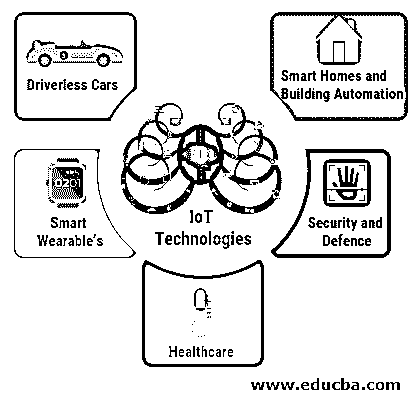 Driverless Cars
Smart Homes and
Building Automation
IoT
Technologies
Smart
Wearable's
Security and
Defence
Healthcare
www.educba.com